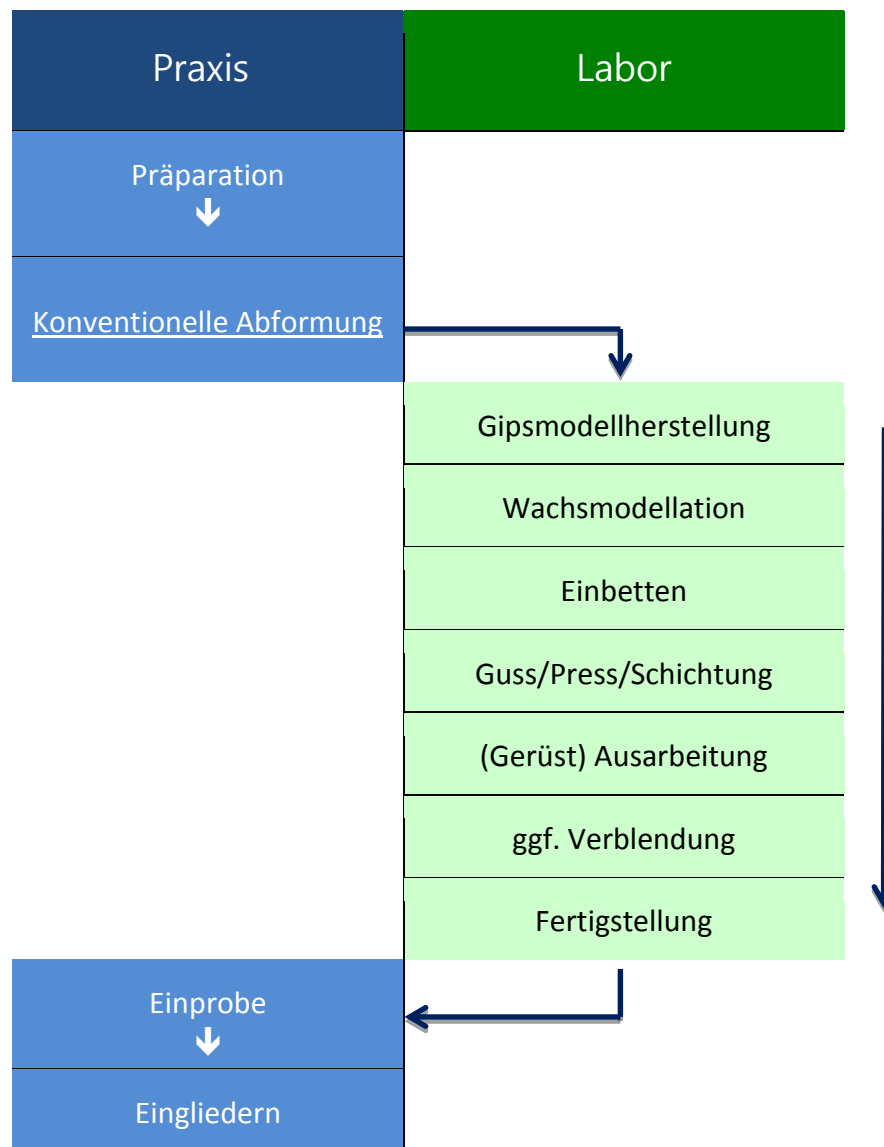 Praxis
Labor
Präparation
Konventionelle Abformung
Gipsmodellherstellung
Wachsmodellation
Einbetten
Guss/Press/Schichtung
(Gerüst) Ausarbeitung
ggf. Verblendung
Fertigstellung
Einprobe
Eingliedern